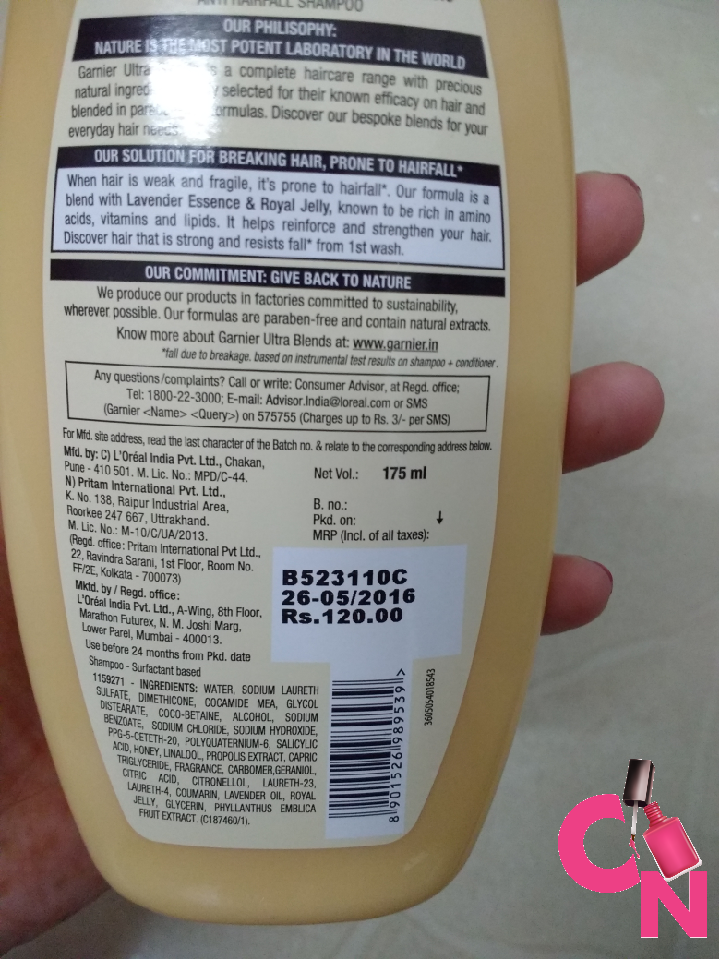 ANTI HAIRFALL SHAMPOO
OUR PHILISOPHY:
NATURE IS THE MOST POTENT LABORATORY IN THE WORLD
Garnier Ultra a complete haircare range with precious
natural ingred selected for their known efficacy on hair and
blended in formulas. Discover our bespoke blends for your
everyday hair needs
OUR SOLUTION FOR BREAKING HAIR, PRONE TO HAIRFALL*
When hair is weak and fragile, it's prone to hairfall*. Our formula is a
blend with Lavender Essence & Royal Jelly, known to be rich in amino
acids, vitamins and lipids. It helps reinforce and strengthen your hair.
Discover hair that is strong and resists fall* from 1st wash.
OUR COMMITMENT: GIVE BACK TO NATURE
We produce our products in factories committed to sustainability,
wherever possible. Our formulas are paraben-free and contain natural extracts.
Know more about Garnier Ultra Blends at: www.garnier.in
*fall due to breakage. based on instrumental test results on shampoo + conditioner.
Any questions/complaints? Call or write: Consumer Advisor, at Regd. office;
Tel: 1800-22-3000; E-mail: Advisor.India@loreal.com or SMS
(Garnier <Name> <Query>) on 575755 (Charges up to Rs. 3/- per SMS)
For Mfd. site address, read the last character of the Batch no. & relate to the corresponding address below.
Mfd. by: C) L'Oréal India Pvt. Ltd., Chakan,
Pune - 410 501. M. Lic. No.: MPD/C-44.
N) Pritam International Pvt. Ltd.,
K. No. 138, Raipur Industrial Area,
Roorkee 247 667, Uttrakhand.
M. Lic. No.: M-10/C/UA/2013.
(Regd. office: Pritam International Pvt Ltd.,
22, Ravindra Sarani, 1st Floor, Room No.
FF/2E, Kolkata - 700073)
Mktd. by / Regd. office:
L'Oréal India Pvt. Ltd., A-Wing, 8th Floor,
Marathon Futurex, N. M. Joshi Marg,
Lower Parel, Mumbai - 400013.
Use before 24 months from Pkd. date
Shampoo - Surfactant based
Net Vol.: 175 ml
B. no.:
Pkd. on: ↓
MRP (Incl. of all taxes):
B523110C
26-05/2016
Rs.120.00
1159271 - INGREDIENTS: WATER, SODIUM LAURETH
SULFATE, DIMETHICONE, COCAMIDE MEA, GLYCOL
DISTEARATE, COCO-BETAINE, ALCOHOL, SODIUM
BENZOATE, SODIUM CHLORIDE, SODIUM HYDROXIDE,
PPG-5-CETETH-20, POLYQUATERNIUM-6, SALICYLIC
ACID, HONEY, LINALOOL, PROPOLIS EXTRACT, CAPRIC
TRIGLYCERIDE, FRAGRANCE, CARBOMER, GERANIOL,
CITRIC ACID, CITRONELLOL, LAURETH-23,
LAURETH-4, COUMARIN, LAVENDER OIL, ROYAL
JELLY, GLYCERIN, PHYLLANTHUS EMBLICA
FRUIT EXTRACT (C187460/1).
8 901526 989539 >
3605054018543
CN